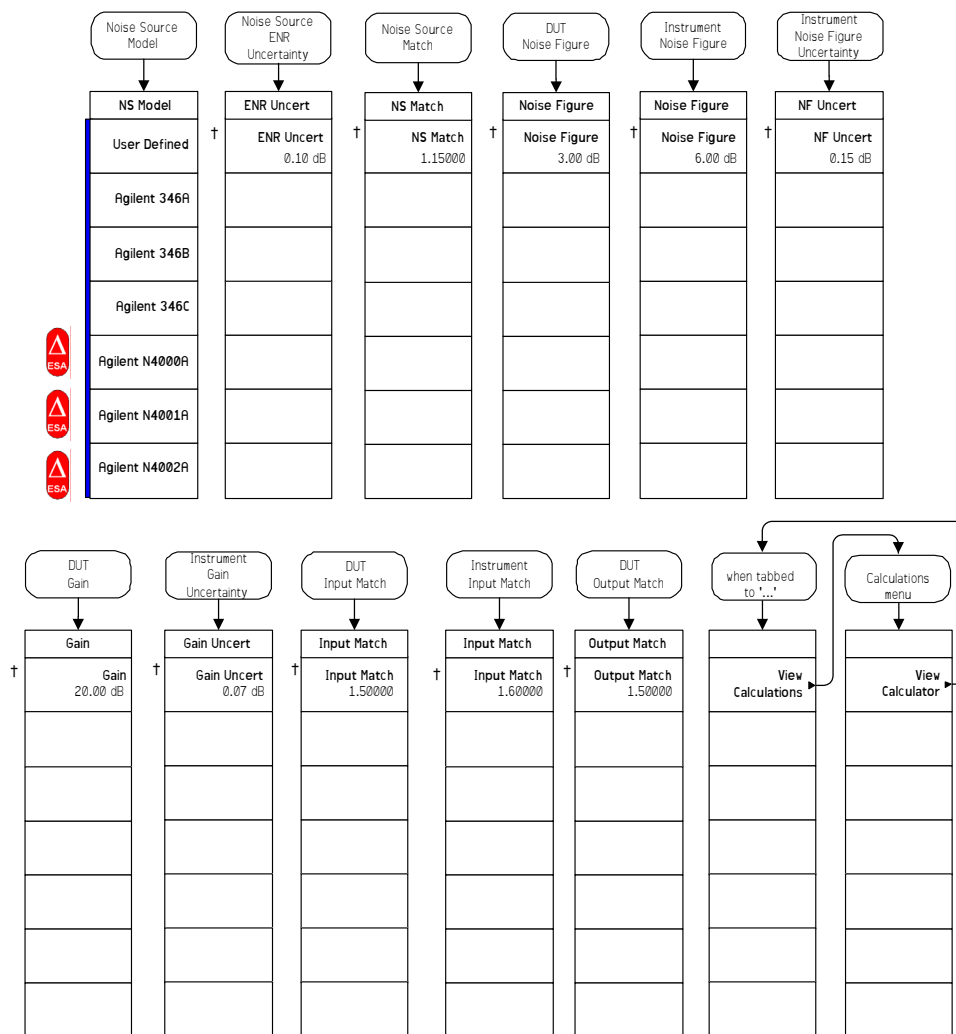 Noise Source
Model
Noise Source
ENR
Uncertainty
Noise Source
Match
DUT
Noise Figure
Instrument
Noise Figure
Instrument
Noise Figure
Uncertainty
NS Model
ENR Uncert
NS Match
Noise Figure
Noise Figure
NF Uncert
User Defined
† ENR Uncert
0.10 dB
† NS Match
1.15000
† Noise Figure
3.00 dB
† Noise Figure
6.00 dB
† NF Uncert
0.15 dB
Agilent 346A
Agilent 346B
Agilent 346C
Δ
ESA
Agilent N4000A
Δ
ESA
Agilent N4001A
Δ
ESA
Agilent N4002A
DUT
Gain
Instrument
Gain
Uncertainty
DUT
Input Match
Instrument
Input Match
DUT
Output Match
when tabbed
to '...'
Calculations
menu
Gain
Gain Uncert
Input Match
Input Match
Output Match
† Gain
20.00 dB
† Gain Uncert
0.07 dB
† Input Match
1.50000
† Input Match
1.60000
† Output Match
1.50000
View
Calculations
View
Calculator